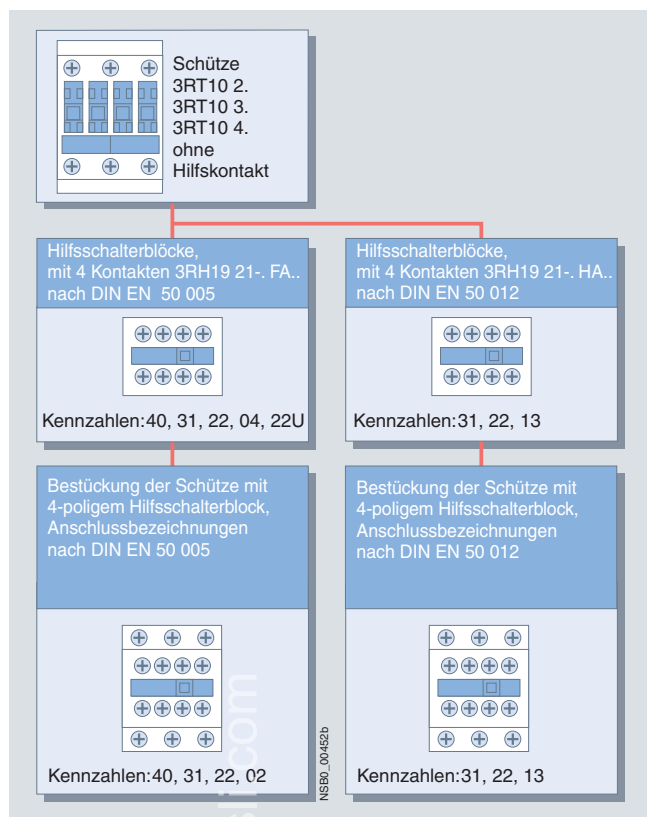 Schütze
3RT10 2.
3RT10 3.
3RT10 4.
ohne
Hilfskontakt
Hilfsschalterblöcke,
mit 4 Kontakten 3RH19 21-. FA..
nach DIN EN 50 005
Kennzahlen:40, 31, 22, 04, 22U
Hilfsschalterblöcke,
mit 4 Kontakten 3RH19 21-. HA..
nach DIN EN 50 012
Kennzahlen:31, 22, 13
Bestückung der Schütze mit
4-poligem Hilfsschalterblock,
Anschlussbezeichnungen
nach DIN EN 50 005
Kennzahlen:40, 31, 22, 02
Bestückung der Schütze mit
4-poligem Hilfsschalterblock,
Anschlussbezeichnungen
nach DIN EN 50 012
Kennzahlen:31, 22, 13
NSB0_00452b